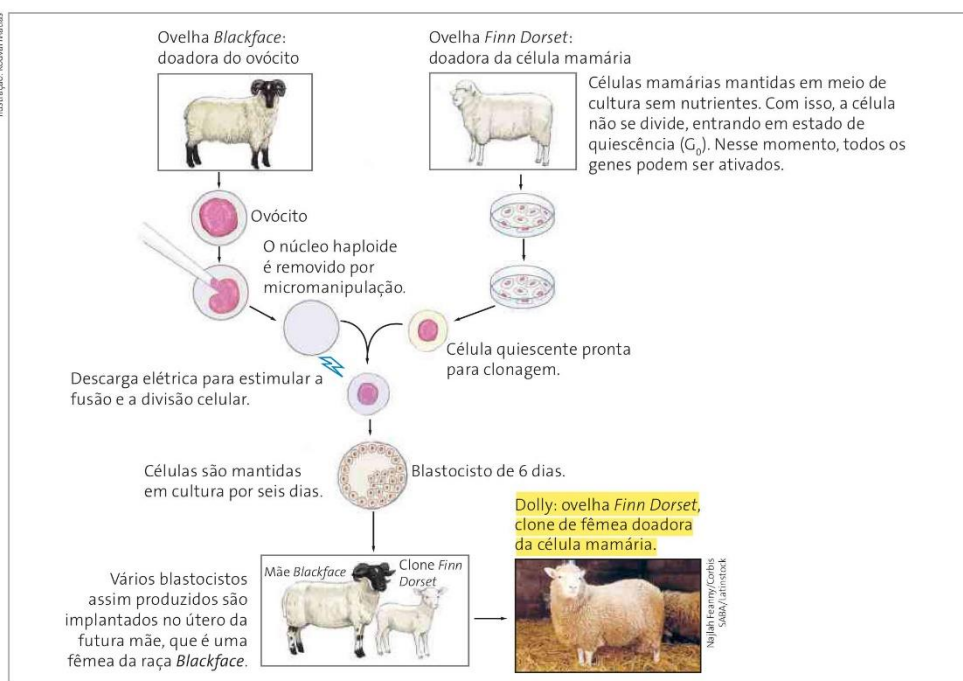 Ilustração: Rodval Matias
Ovelha Blackface:
doadora do ovócito
Ovelha Finn Dorset:
doadora da célula mamária
Células mamárias mantidas em meio de
cultura sem nutrientes. Com isso, a célula
não se divide, entrando em estado de
quiescência (G₀). Nesse momento, todos os
genes podem ser ativados.
Ovócito
O núcleo haploide
é removido por
micromanipulação.
Célula quiescente pronta
para clonagem.
Descarga elétrica para estimular a
fusão e a divisão celular.
Células são mantidas
em cultura por seis dias.
Blastocisto de 6 dias.
Dolly: ovelha Finn Dorset,
clone de fêmea doadora
da célula mamária.
Vários blastocistos
assim produzidos são
implantados no útero da
futura mãe, que é uma
fêmea da raça Blackface.
Mãe Blackface
Clone Finn
Dorset
Najlah Feanny/Corbis
SABA/Latinstock